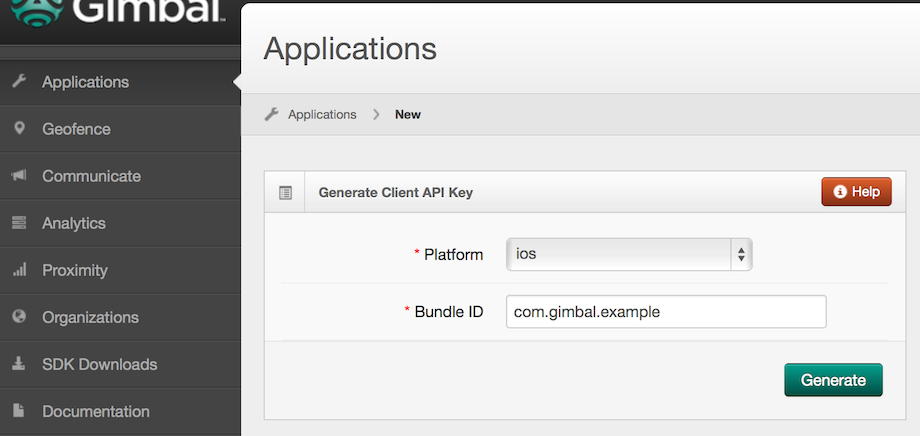 Gimbal™
Applications
Geofence
Communicate
Analytics
Proximity
Organizations
SDK Downloads
Documentation
Applications
Applications > New
Generate Client API Key
Help
* Platform
ios
* Bundle ID
com.gimbal.example
Generate